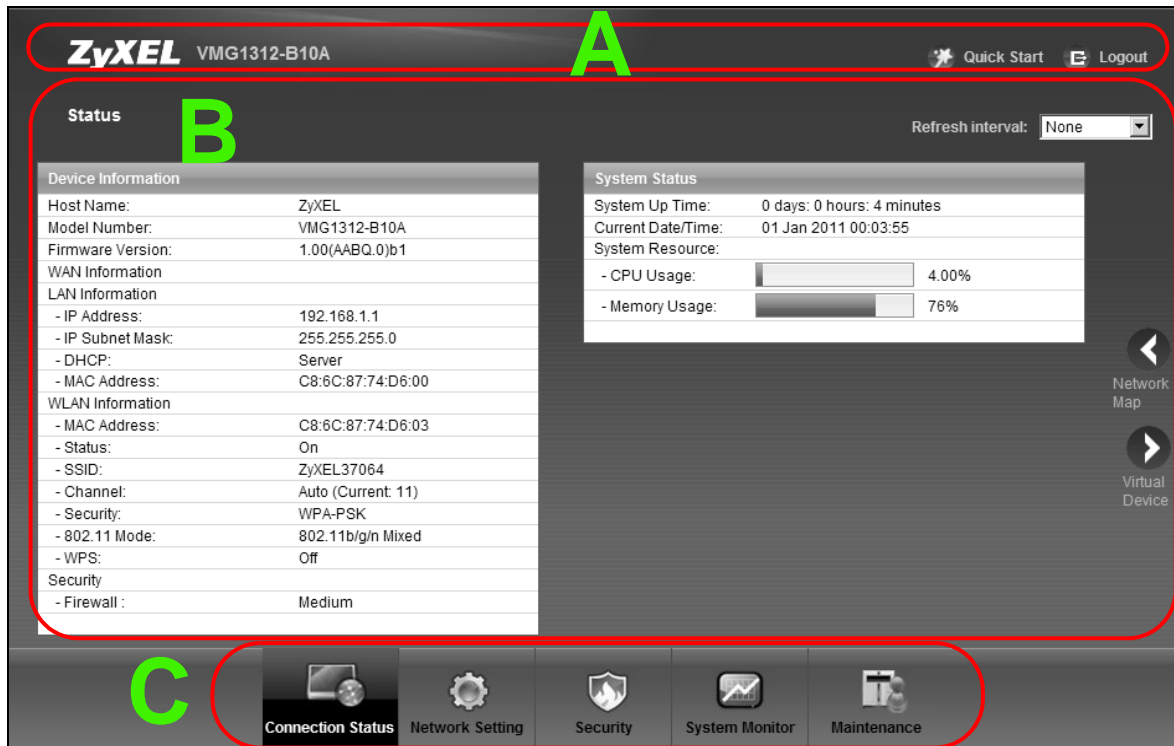 A
ZyXEL VMG1312-B10A
Quick Start Logout
B
Status
Refresh interval: None
Device Information
Host Name: ZyXEL
Model Number: VMG1312-B10A
Firmware Version: 1.00(AABQ.0)b1
WAN Information
LAN Information
- IP Address: 192.168.1.1
- IP Subnet Mask: 255.255.255.0
- DHCP: Server
- MAC Address: C8:6C:87:74:D6:00
WLAN Information
- MAC Address: C8:6C:87:74:D6:03
- Status: On
- SSID: ZyXEL37064
- Channel: Auto (Current: 11)
- Security: WPA-PSK
- 802.11 Mode: 802.11b/g/n Mixed
- WPS: Off
Security
- Firewall : Medium
System Status
System Up Time: 0 days: 0 hours: 4 minutes
Current Date/Time: 01 Jan 2011 00:03:55
System Resource:
- CPU Usage: 4.00%
- Memory Usage: 76%
Network
Map
Virtual
Device
C
Connection Status Network Setting Security System Monitor Maintenance